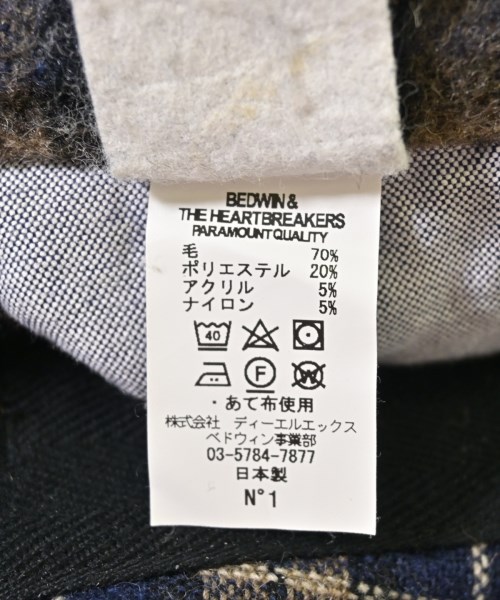 BEDWIN &
THE HEARTBREAKERS
PARAMOUNT QUALITY
毛 70%
ポリエステル 20%
アクリル 5%
ナイロン 5%
40
F W
・あて布使用
株式会社 ディーエルエックス
ベドウィン事業部
03-5784-7877
日本製
N°1